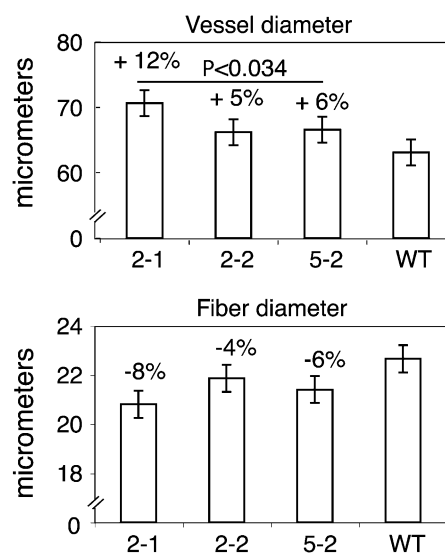 Vessel diameter
80
+ 12%
P<0.034
+ 5%
+ 6%
70
60
0
micrometers
2-1 2-2 5-2 WT
Fiber diameter
24
-8%
-4%
-6%
22
20
18
0
micrometers
2-1 2-2 5-2 WT